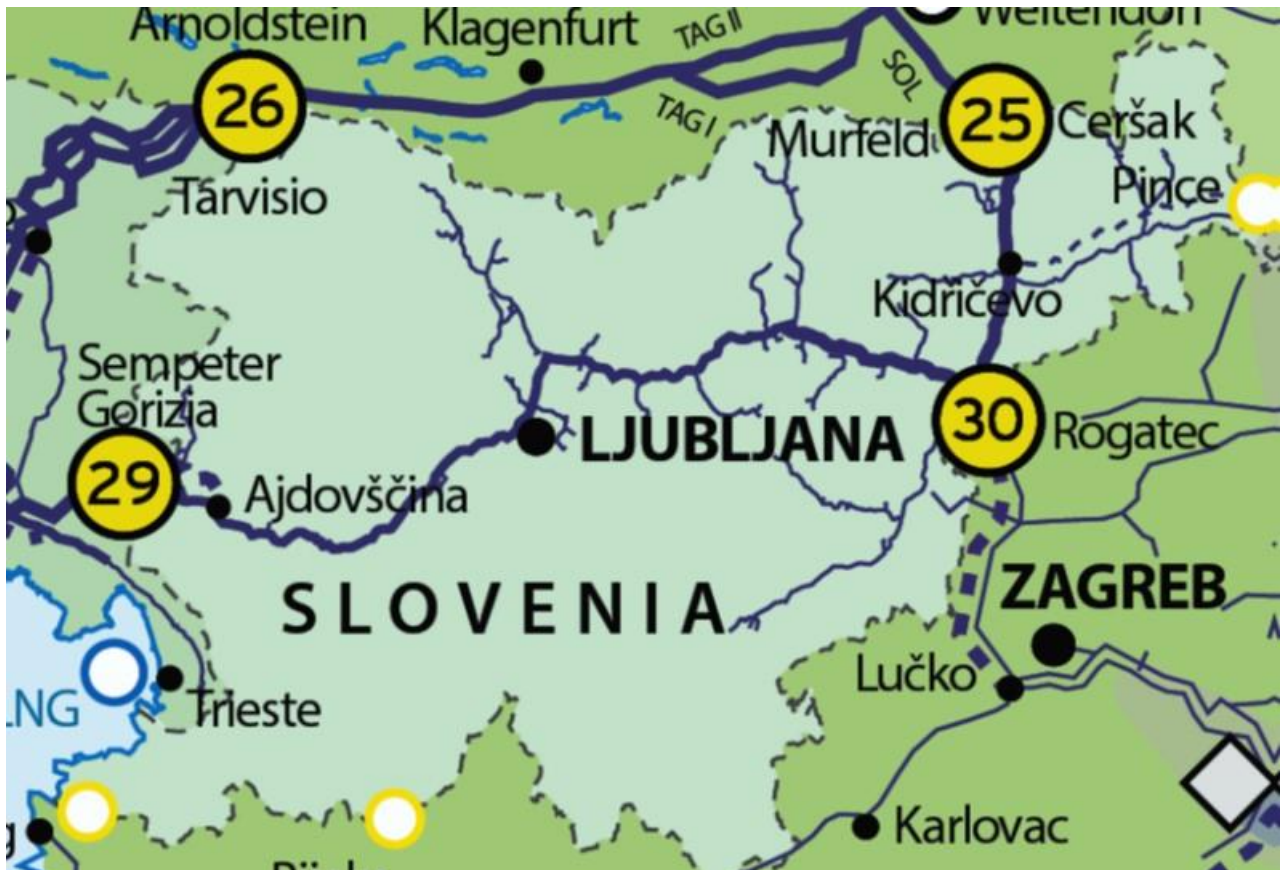 Arnoldstein
Klagenfurt
TAG II
Weitendorf
SOL
26
25
TAG I
Murfeld
Ceršak
Tarvisio
Pince
Kidričevo
Sempeter
Gorizia
LJUBLJANA
30
Rogatec
29
Ajdovščina
SLOVENIA
ZAGREB
Lučko
LNG
Trieste
Karlovac